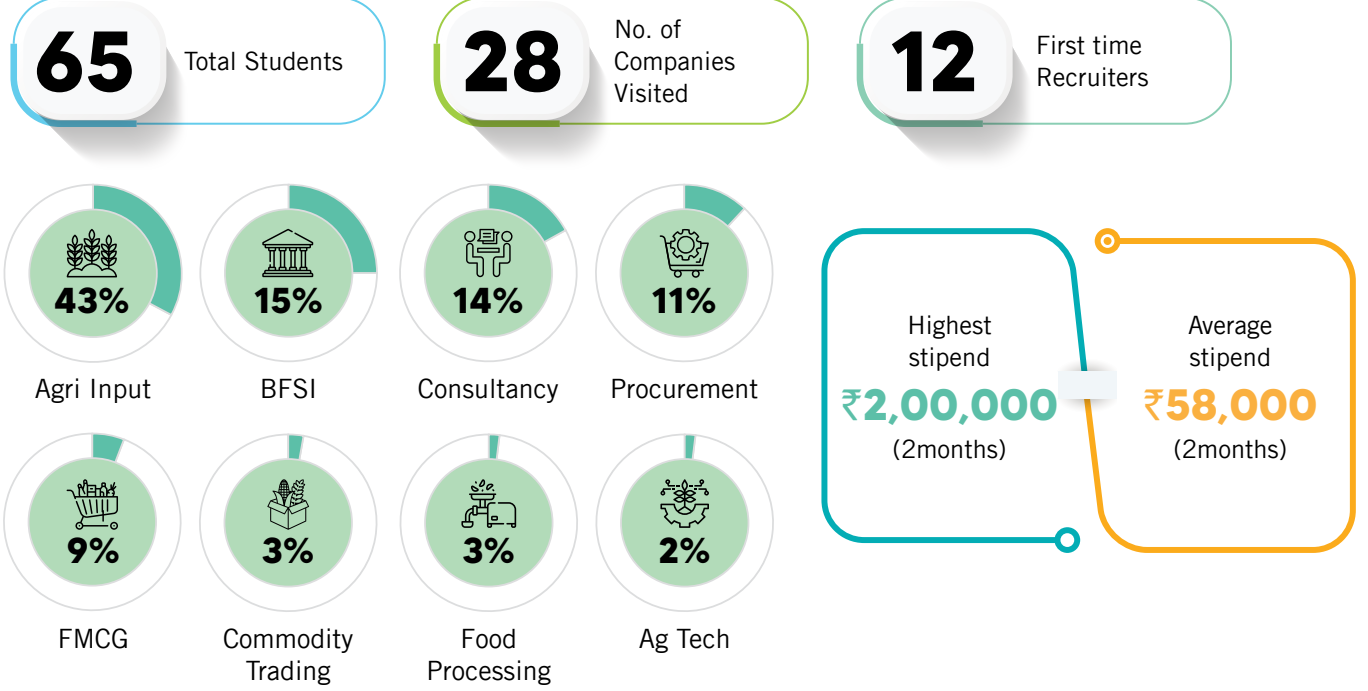 65
Total Students
28
No. of
Companies
Visited
12
First time
Recruiters
43%
Agri Input
15%
BFSI
14%
Consultancy
11%
Procurement
9%
FMCG
3%
Commodity
Trading
3%
Food
Processing
2%
Ag Tech
Highest
stipend
₹2,00,000
(2months)
Average
stipend
₹58,000
(2months)